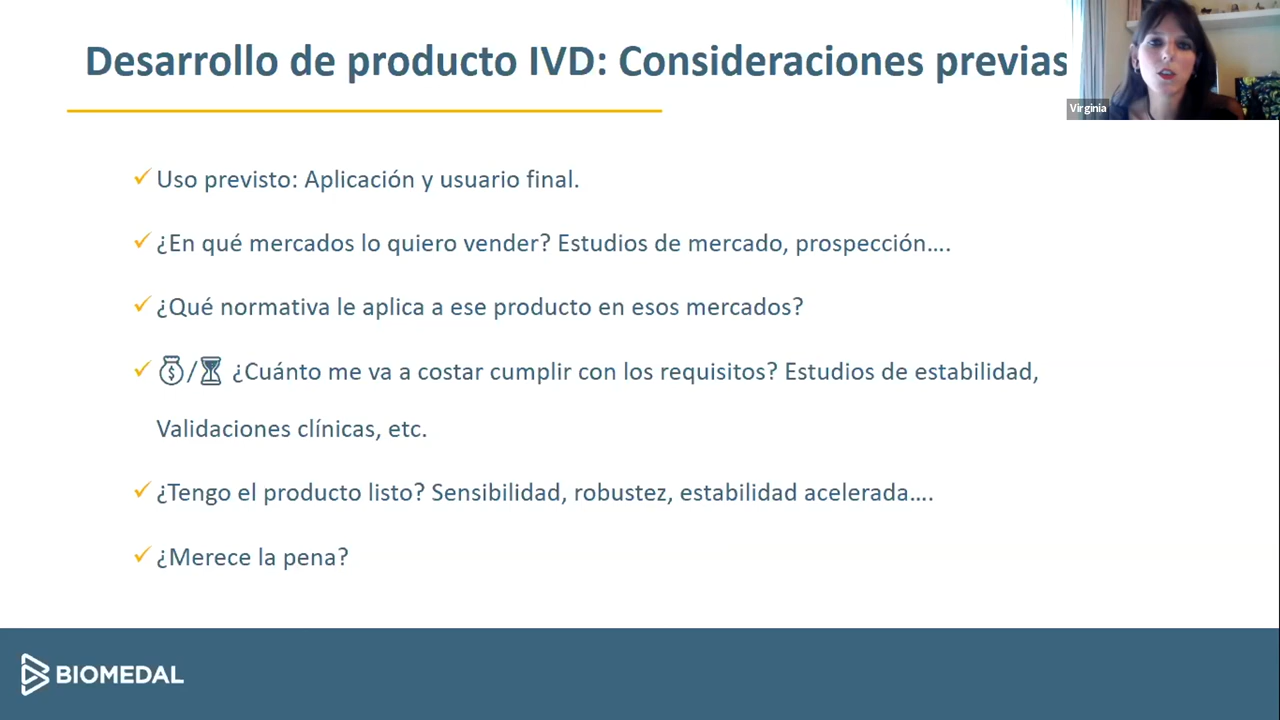 Desarrollo de producto IVD: Consideraciones previas
Virginia
Uso previsto: Aplicación y usuario final.
¿En qué mercados lo quiero vender? Estudios de mercado, prospección….
¿Qué normativa le aplica a ese producto en esos mercados?
/ ¿Cuánto me va a costar cumplir con los requisitos? Estudios de estabilidad,
Validaciones clínicas, etc.
¿Tengo el producto listo? Sensibilidad, robustez, estabilidad acelerada….
¿Merece la pena?
BIOMEDAL